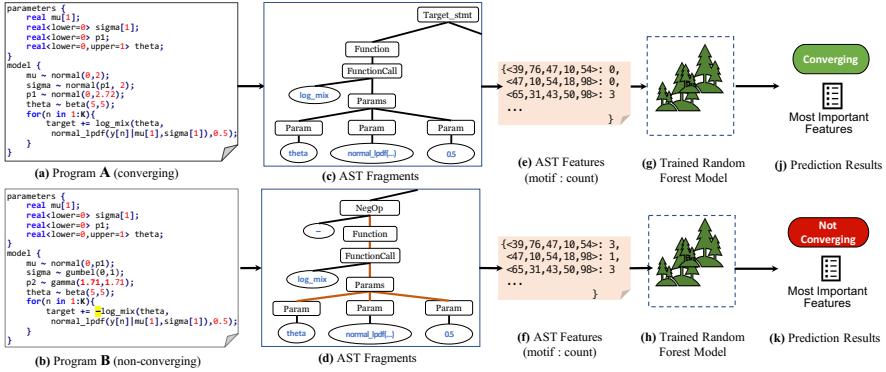 parameters {
real mu[1];
real<lower=0> sigma[1];
real<lower=0> p1;
real<lower=0,upper=1> theta;
}
model {
mu ~ normal(0,2);
sigma ~ normal(p1, 2);
p1 ~ normal(0,2.72);
theta ~ beta(5,5);
for(n in 1:K){
target += log_mix(theta,
normal_lpdf(y[n]|mu[1],sigma[1]),0.5);
}
}
(a) Program A (converging)
Target_stmt
Function
FunctionCall
log_mix
Params
Param
Param
Param
theta
normal_lpdf(...)
0.5
(c) AST Fragments
{<39,76,47,10,54>: 0,
<47,10,54,18,98>: 0,
<65,31,43,50,98>: 3
...
}
(e) AST Features
(motif : count)
(g) Trained Random
Forest Model
Converging
Most Important
Features
(j) Prediction Results
parameters {
real mu[1];
real<lower=0> sigma[1];
real<lower=0> p1;
real<lower=0,upper=1> theta;
}
model {
mu ~ normal(0,p1);
sigma ~ gumbel(0,1);
p2 ~ gamma(1.71,1.71);
theta ~ beta(5,5);
for(n in 1:K){
target += -log_mix(theta,
normal_lpdf(y[n]|mu[1],sigma[1]),0.5);
}
}
(b) Program B (non-converging)
NegOp
–
Function
FunctionCall
log_mix
Params
Param
Param
Param
theta
normal_lpdf(...)
0.5
(d) AST Fragments
{<39,76,47,10,54>: 3,
<47,10,54,18,98>: 1,
<65,31,43,50,98>: 3
...
}
(f) AST Features
(motif : count)
(h) Trained Random
Forest Model
Not
Converging
Most Important
Features
(k) Prediction Results